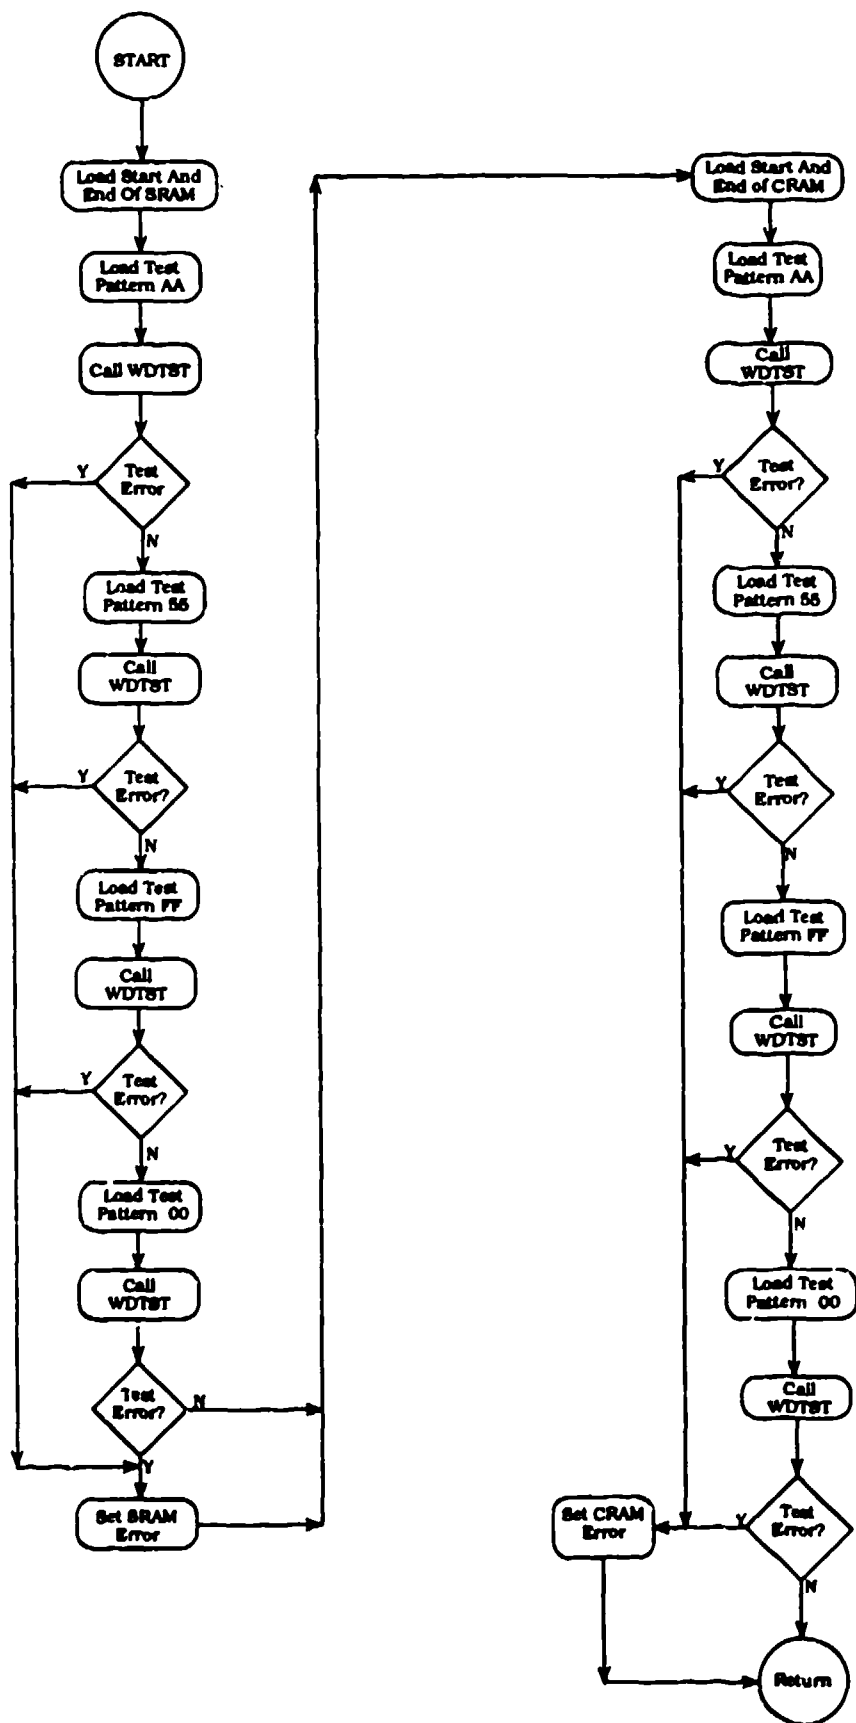 START
Load Start And
End Of SRAM
Load Test
Pattern AA
Call WDTST
Test
Error
Y
N
Load Test
Pattern 55
Call
WDTST
Test
Error?
Y
N
Load Test
Pattern FF
Call
WDTST
Test
Error?
Y
N
Load Test
Pattern 00
Call
WDTST
Test
Error?
N
Y
Set SRAM
Error
Load Start And
End of CRAM
Load Test
Pattern AA
Call
WDTST
Test
Error?
Y
N
Load Test
Pattern 55
Call
WDTST
Test
Error?
Y
N
Load Test
Pattern FF
Call
WDTST
Test
Error?
Y
N
Load Test
Pattern 00
Call
WDTST
Test
Error?
Y
N
Set CRAM
Error
Return